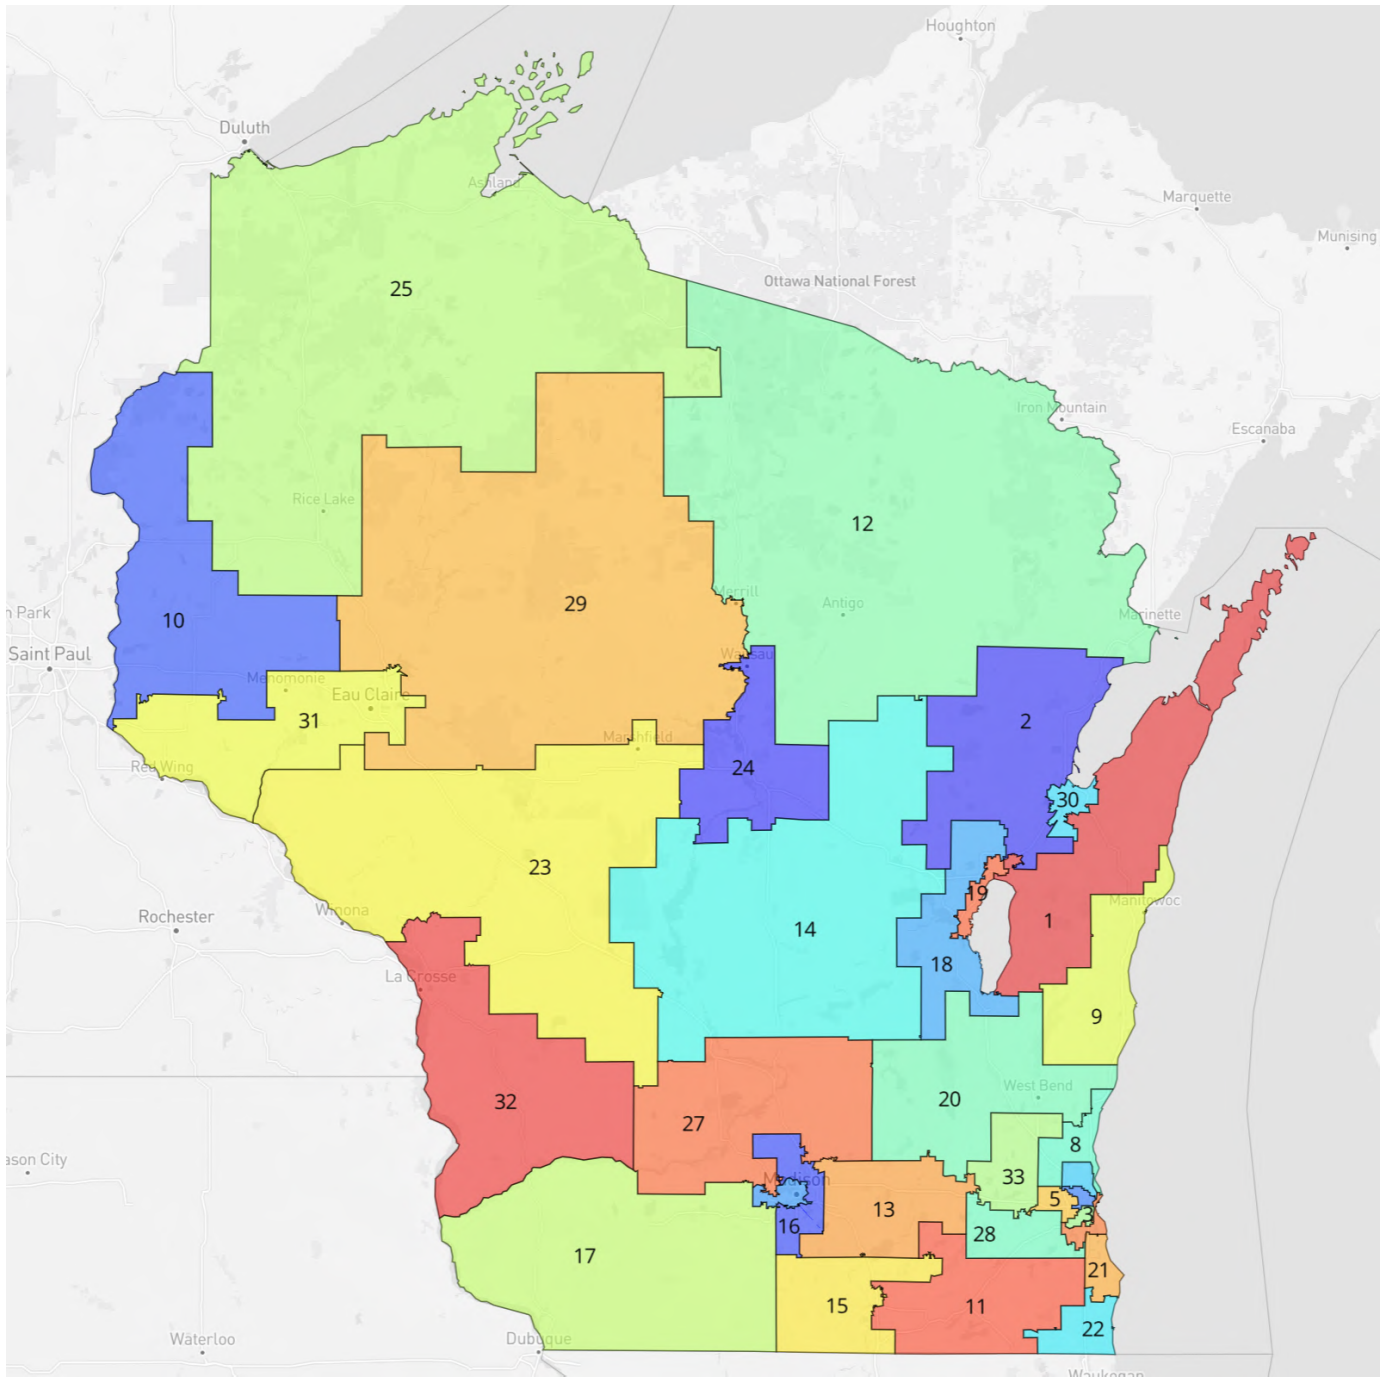 Houghton
Duluth
Ashland
Marquette
Munising
Ottawa National Forest
25
Iron Mountain
Escanaba
Rice Lake
12
Merrill
Antigo
29
n Park
10
Marinette
Saint Paul
Wausau
Menomonie
Eau Claire
31
2
Marshfield
Red Wing
24
30
23
19
Manitowoc
Winona
Rochester
14
1
18
La Crosse
9
West Bend
32
20
27
8
ason City
33
Madison
5
13
3
16
28
17
21
15
11
22
Waterloo
Dubuque
Waukegan